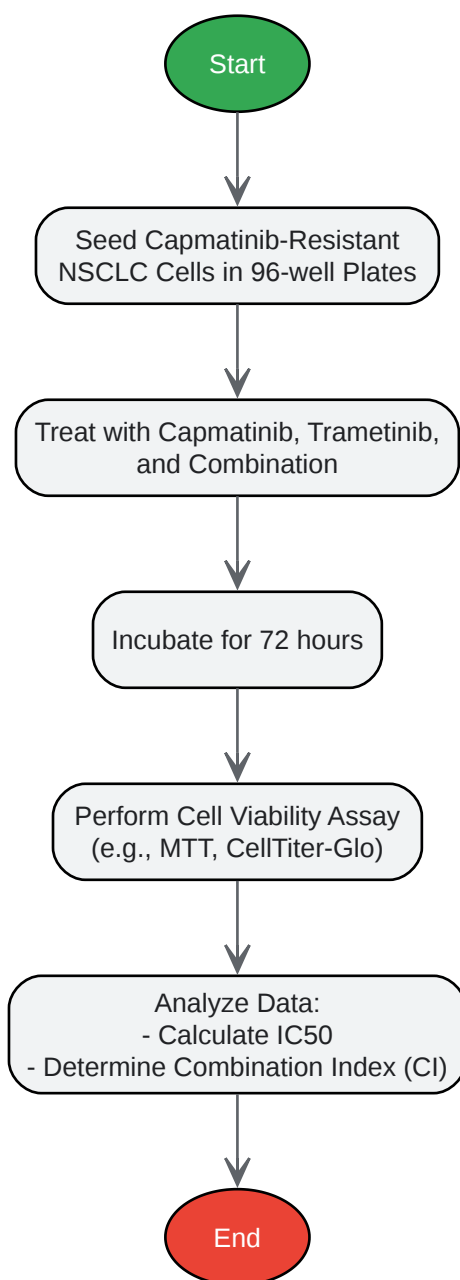 Start
Seed Capmatinib-Resistant
NSCLC Cells in 96-well Plates
Treat with Capmatinib, Trametinib,
and Combination
Incubate for 72 hours
Perform Cell Viability Assay
(e.g., MTT, CellTiter-Glo)
Analyze Data:
- Calculate IC50
- Determine Combination Index (CI)
End